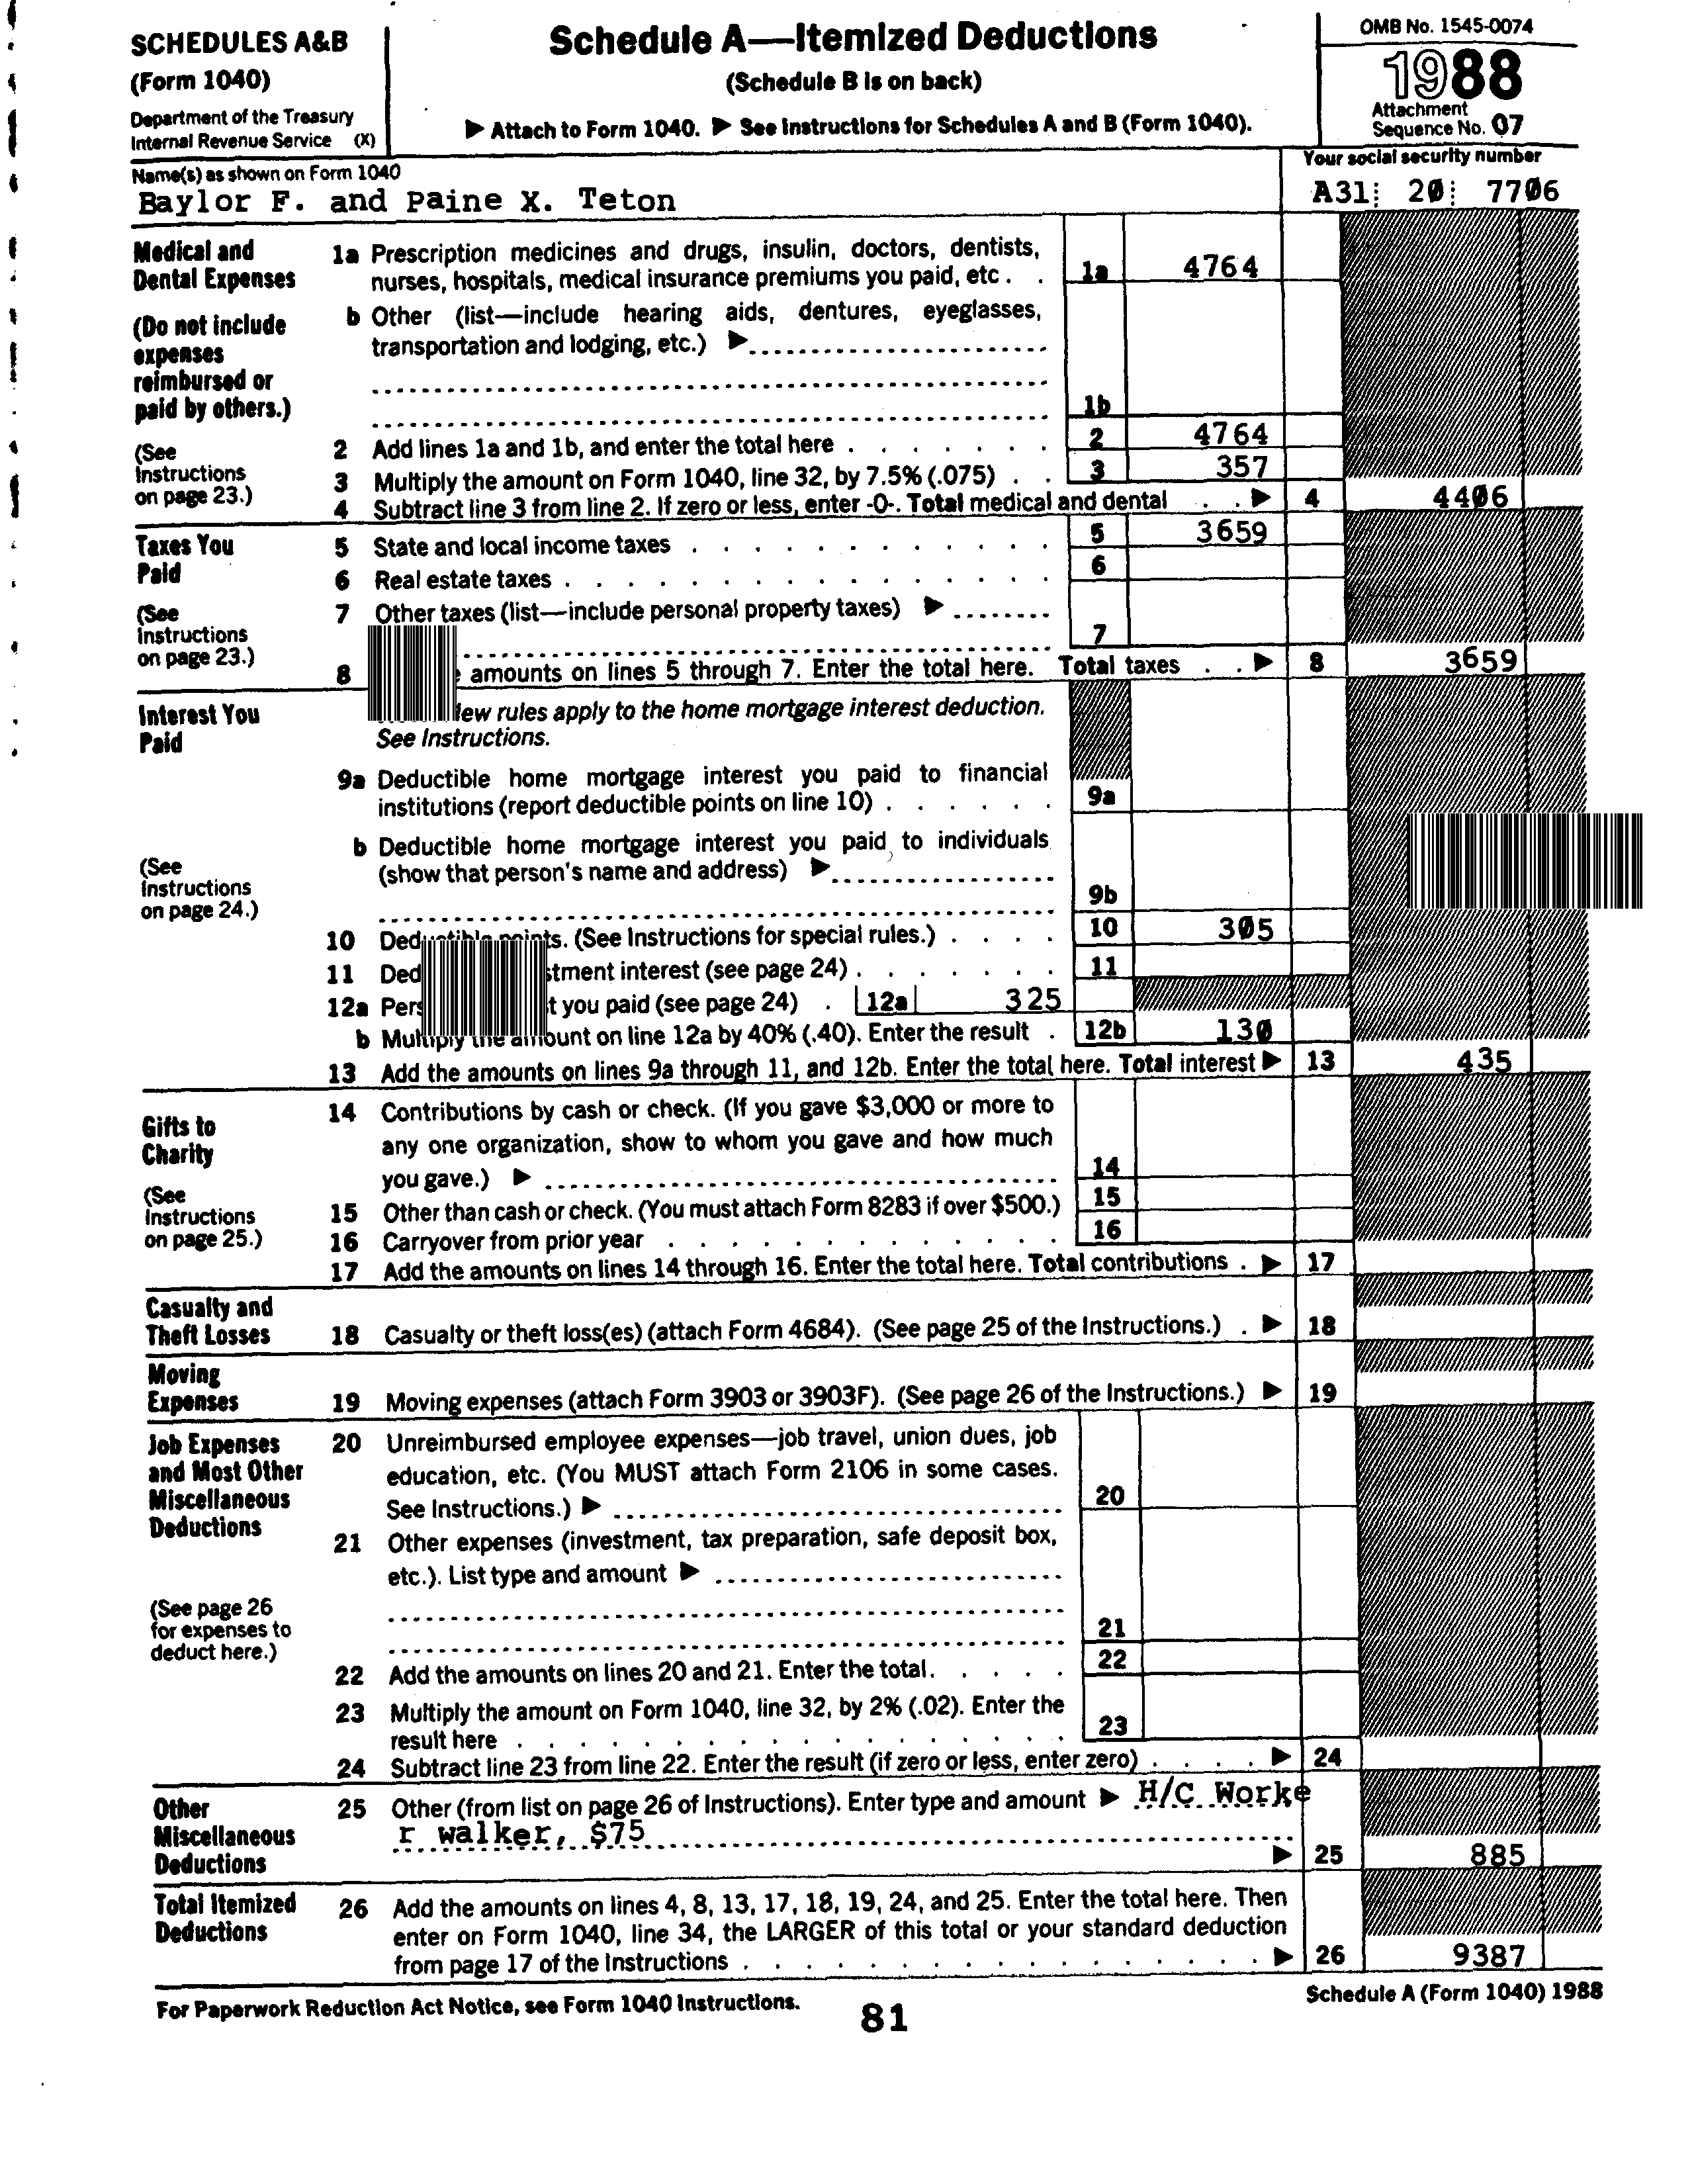 SCHEDULES A&B
(Form 1040)
Department of the Treasury
Internal Revenue Service (X)
Schedule A—Itemized Deductions
(Schedule B is on back)
▶ Attach to Form 1040. ▶ See Instructions for Schedules A and B (Form 1040).
OMB No. 1545-0074
1988
Attachment
Sequence No. 07
Name(s) as shown on Form 1040
Baylor F. and Paine X. Teton
Your social security number
A31 20 7706
Medical and
Dental Expenses
(Do not include
expenses
reimbursed or
paid by others.)
(See
Instructions
on page 23.)
1a Prescription medicines and drugs, insulin, doctors, dentists,
nurses, hospitals, medical insurance premiums you paid, etc . . 1a 4764
b Other (list—include hearing aids, dentures, eyeglasses,
transportation and lodging, etc.) ▶
1b
2 Add lines 1a and 1b, and enter the total here . . . . . . 2 4764
3 Multiply the amount on Form 1040, line 32, by 7.5% (.075) . . 3 357
4 Subtract line 3 from line 2. If zero or less, enter -0-. Total medical and dental . . ▶ 4 4406
Taxes You
Paid
(See
Instructions
on page 23.)
5 State and local income taxes . . . . . . . . . . . . 5 3659
6 Real estate taxes . . . . . . . . . . . . . . . . 6
7 Other taxes (list—include personal property taxes) ▶
7
8 amounts on lines 5 through 7. Enter the total here. Total taxes . . ▶ 8 3659
Interest You
Paid
(See
Instructions
on page 24.)
rules apply to the home mortgage interest deduction.
See Instructions.
9a Deductible home mortgage interest you paid to financial
institutions (report deductible points on line 10) . . . . . . 9a
b Deductible home mortgage interest you paid to individuals
(show that person's name and address) ▶
9b
10 Deductible points. (See Instructions for special rules.) . . . . 10 305
11 interest (see page 24) . . . . . . . 11
12a you paid (see page 24) . 12a 325
b Multiply the amount on line 12a by 40% (.40). Enter the result . 12b 130
13 Add the amounts on lines 9a through 11, and 12b. Enter the total here. Total interest ▶ 13 435
Gifts to
Charity
(See
Instructions
on page 25.)
14 Contributions by cash or check. (If you gave $3,000 or more to
any one organization, show to whom you gave and how much
you gave.) ▶ 14
15 Other than cash or check. (You must attach Form 8283 if over $500.) 15
16 Carryover from prior year . . . . . . . . . . . . . 16
17 Add the amounts on lines 14 through 16. Enter the total here. Total contributions . ▶ 17
Casualty and
Theft Losses
18 Casualty or theft loss(es) (attach Form 4684). (See page 25 of the Instructions.) . ▶ 18
Moving
Expenses
19 Moving expenses (attach Form 3903 or 3903F). (See page 26 of the Instructions.) ▶ 19
Job Expenses
and Most Other
Miscellaneous
Deductions
(See page 26
for expenses to
deduct here.)
20 Unreimbursed employee expenses—job travel, union dues, job
education, etc. (You MUST attach Form 2106 in some cases.
See Instructions.) ▶ 20
21 Other expenses (investment, tax preparation, safe deposit box,
etc.). List type and amount ▶
21
22 Add the amounts on lines 20 and 21. Enter the total. . . . . 22
23 Multiply the amount on Form 1040, line 32, by 2% (.02). Enter the
result here . . . . . . . . . . . . . . . . . . 23
24 Subtract line 23 from line 22. Enter the result (if zero or less, enter zero) . . . . ▶ 24
Other
Miscellaneous
Deductions
25 Other (from list on page 26 of Instructions). Enter type and amount ▶ H/C Worke
r walker, $75
▶ 25 885
Total Itemized
Deductions
26 Add the amounts on lines 4, 8, 13, 17, 18, 19, 24, and 25. Enter the total here. Then
enter on Form 1040, line 34, the LARGER of this total or your standard deduction
from page 17 of the Instructions . . . . . . . . . . . . . . ▶ 26 9387
For Paperwork Reduction Act Notice, see Form 1040 Instructions.
81
Schedule A (Form 1040) 1988